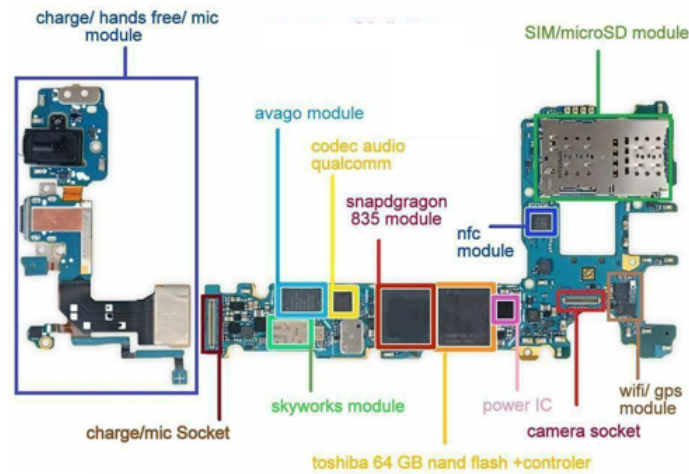 charge/ hands free/ mic
module
SIM/microSD module
avago module
codec audio
qualcomm
snapdgragon
835 module
nfc
module
skyworks module
power IC
wifi/ gps
module
charge/mic Socket
camera socket
toshiba 64 GB nand flash +controler